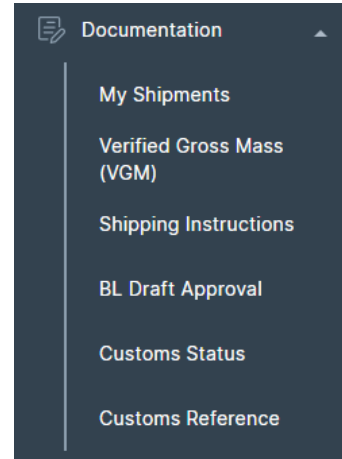 Documentation
My Shipments
Verified Gross Mass
(VGM)
Shipping Instructions
BL Draft Approval
Customs Status
Customs Reference